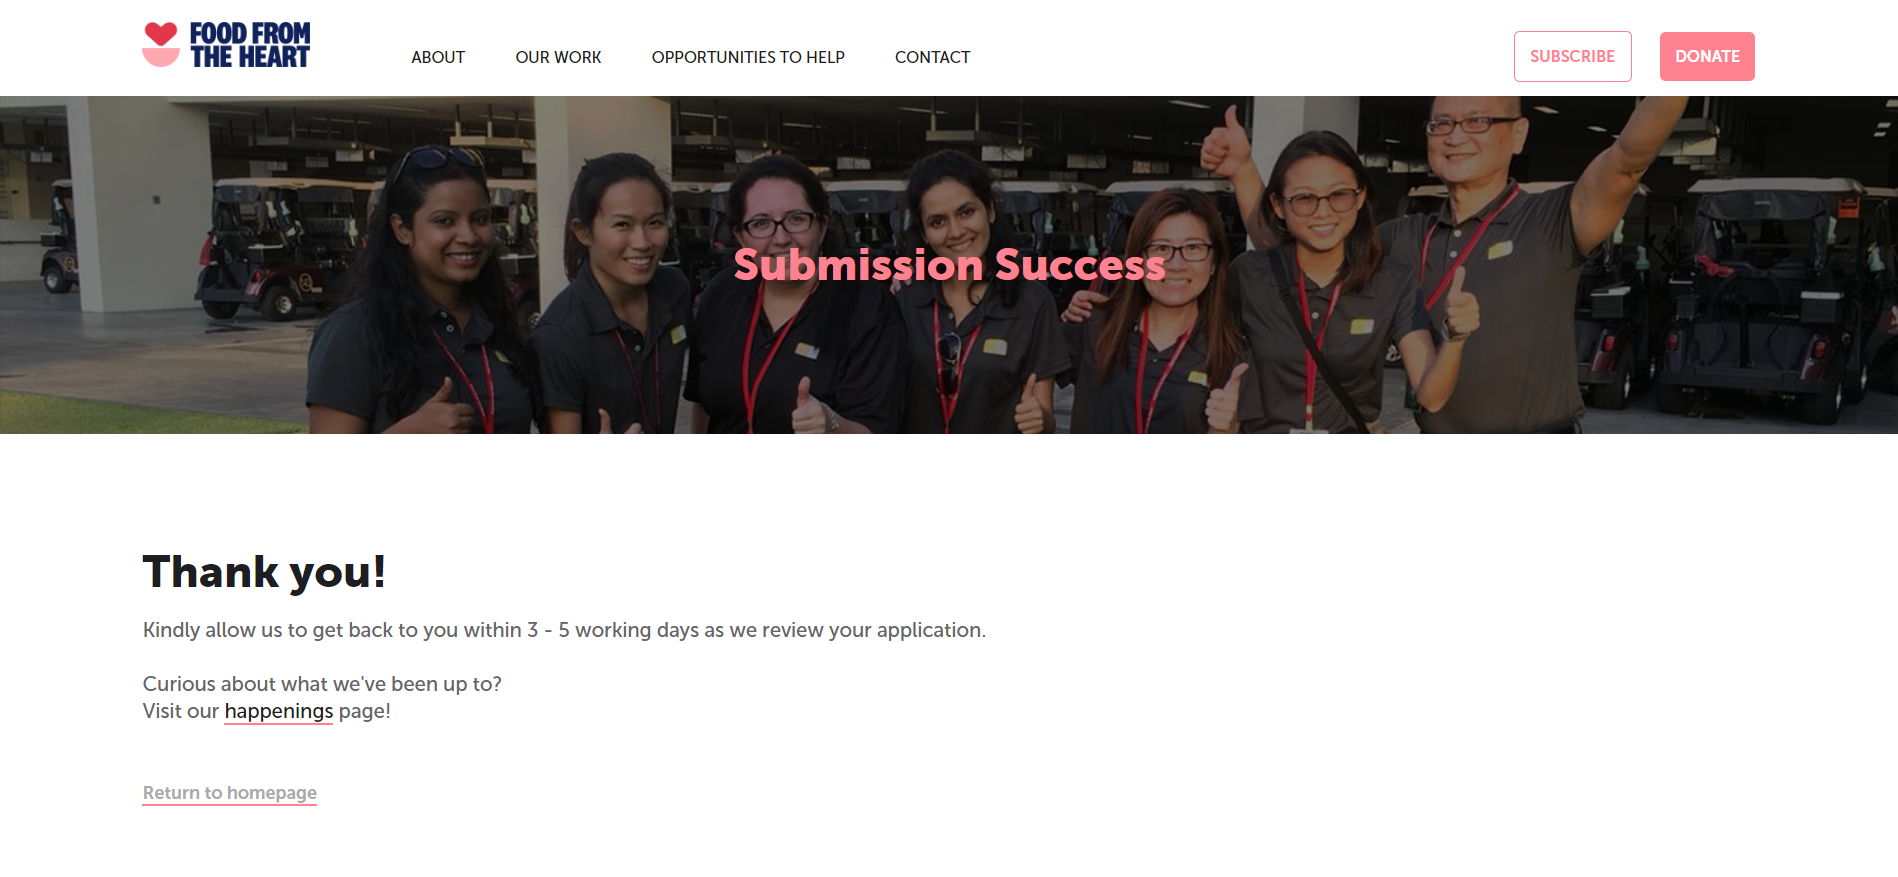 FOOD FROM
THE HEART
ABOUT
OUR WORK
OPPORTUNITIES TO HELP
CONTACT
SUBSCRIBE
DONATE
Submission Success
Thank you!
Kindly allow us to get back to you within 3 - 5 working days as we review your application.
Curious about what we've been up to?
Visit our happenings page!
Return to homepage